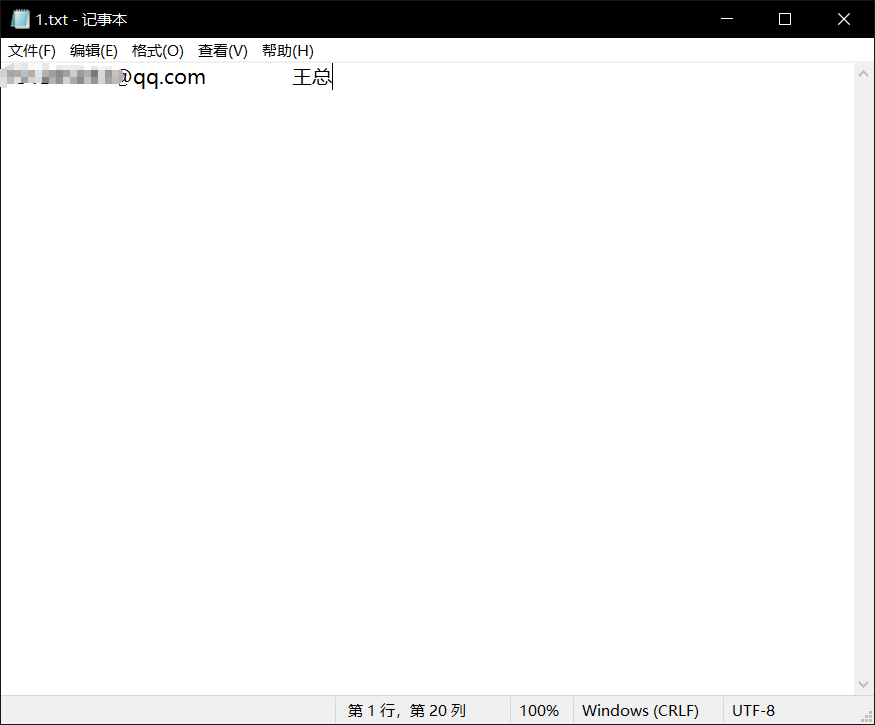 1.txt - 记事本
文件(F) 编辑(E) 格式(O) 查看(V) 帮助(H)
@qq.com 王总
第 1 行，第 20 列 100% Windows (CRLF) UTF-8